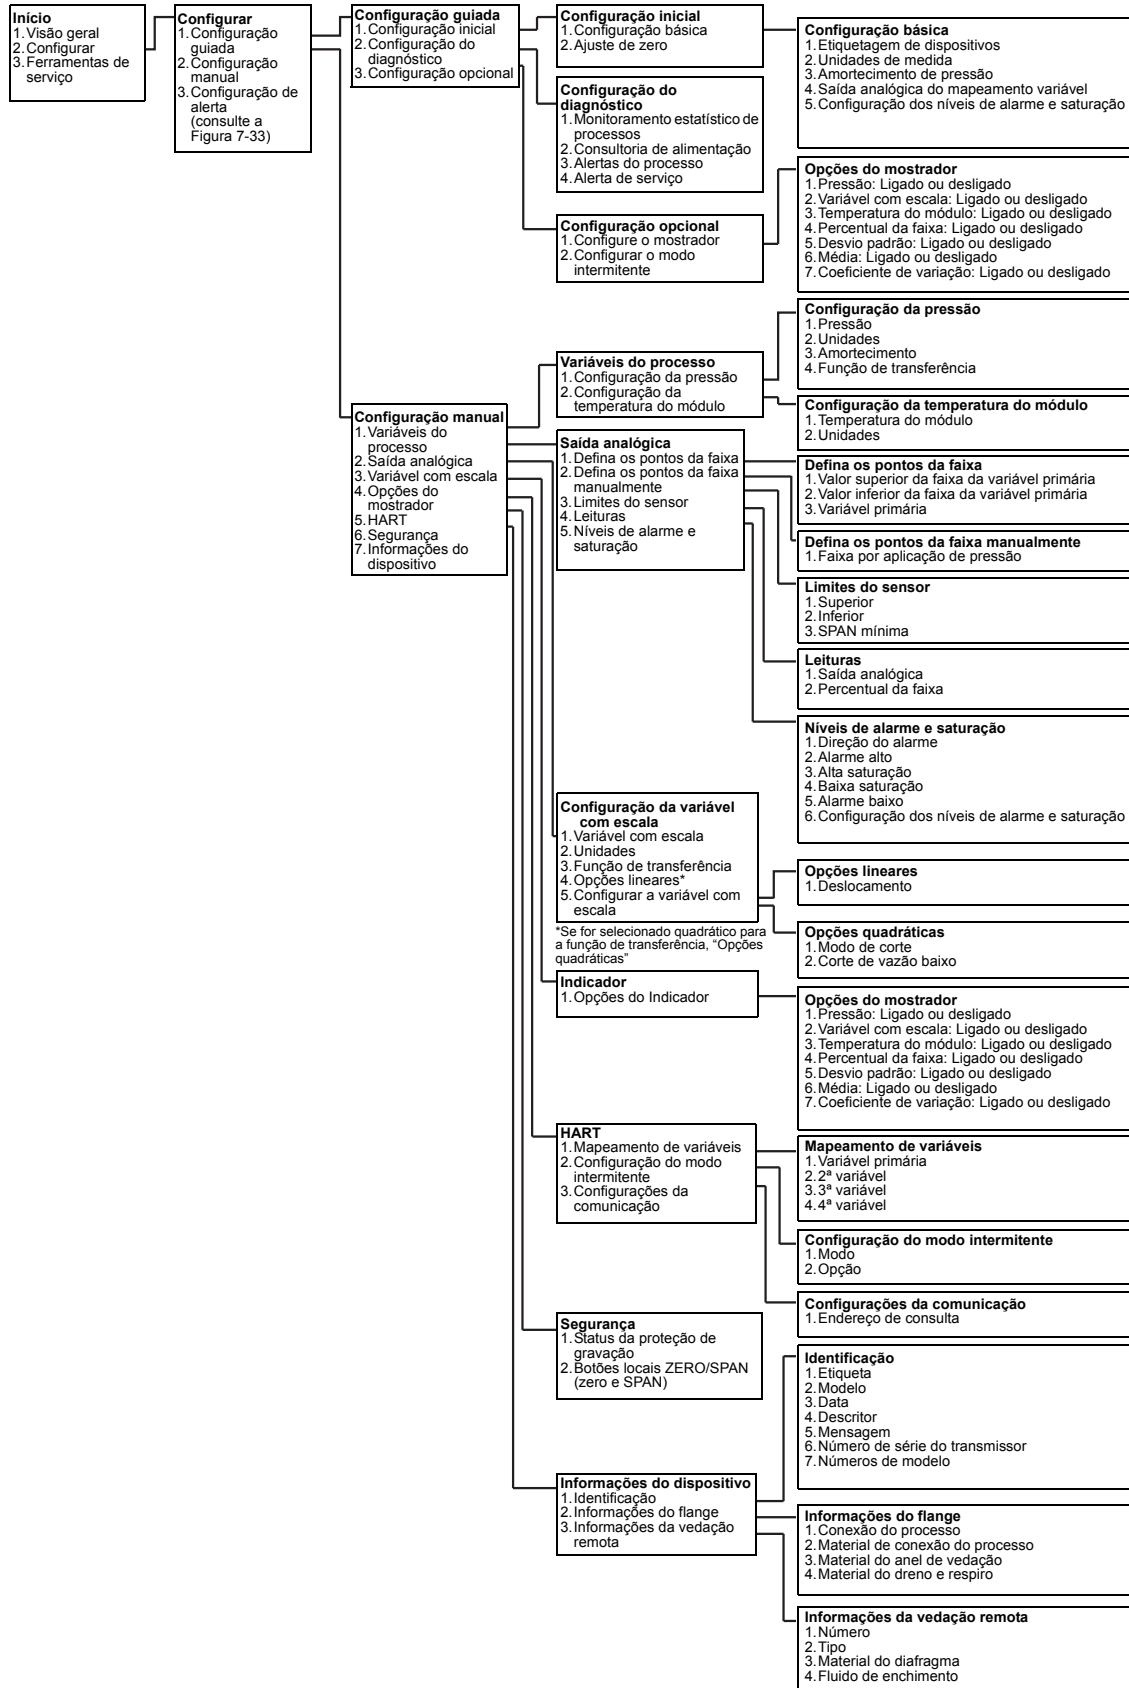 Início
1.Visão geral
2.Configurar
3.Ferramentas de
serviço
Configurar
1.Configuração
guiada
2.Configuração
manual
3.Configuração de
alerta
(consulte a
Figura 7-33)
Configuração guiada
1.Configuração inicial
2.Configuração do
diagnóstico
3.Configuração opcional
Configuração manual
1.Variáveis do
processo
2.Saída analógica
3.Variável com escala
4.Opções do
mostrador
5.HART
6.Segurança
7.Informações do
dispositivo
Configuração inicial
1.Configuração básica
2.Ajuste de zero
Configuração do
diagnóstico
1.Monitoramento estatístico de
processos
2.Consultoria de alimentação
3.Alertas do processo
4.Alerta de serviço
Configuração opcional
1.Configure o mostrador
2.Configurar o modo
intermitente
Variáveis do processo
1.Configuração da pressão
2.Configuração da
temperatura do módulo
Saída analógica
1.Defina os pontos da faixa
2.Defina os pontos da faixa
manualmente
3.Limites do sensor
4.Leituras
5.Níveis de alarme e
saturação
Configuração da variável
com escala
1.Variável com escala
2.Unidades
3.Função de transferência
4.Opções lineares*
5.Configurar a variável com
escala
*Se for selecionado quadrático para
a função de transferência, “Opções
quadráticas”
Indicador
1.Opções do Indicador
HART
1.Mapeamento de variáveis
2.Configuração do modo
intermitente
3.Configurações da
comunicação
Segurança
1.Status da proteção de
gravação
2.Botões locais ZERO/SPAN
(zero e SPAN)
Informações do dispositivo
1.Identificação
2.Informações do flange
3.Informações da vedação
remota
Configuração básica
1.Etiquetagem de dispositivos
2.Unidades de medida
3.Amortecimento de pressão
4.Saída analógica do mapeamento variável
5.Configuração dos níveis de alarme e saturação
Opções do mostrador
1.Pressão: Ligado ou desligado
2.Variável com escala: Ligado ou desligado
3.Temperatura do módulo: Ligado ou desligado
4.Percentual da faixa: Ligado ou desligado
5.Desvio padrão: Ligado ou desligado
6.Média: Ligado ou desligado
7.Coeficiente de variação: Ligado ou desligado
Configuração da pressão
1.Pressão
2.Unidades
3.Amortecimento
4.Função de transferência
Configuração da temperatura do módulo
1.Temperatura do módulo
2.Unidades
Defina os pontos da faixa
1.Valor superior da faixa da variável primária
2.Valor inferior da faixa da variável primária
3.Variável primária
Defina os pontos da faixa manualmente
1.Faixa por aplicação de pressão
Limites do sensor
1.Superior
2.Inferior
3.SPAN mínima
Leituras
1.Saída analógica
2.Percentual da faixa
Níveis de alarme e saturação
1.Direção do alarme
2.Alarme alto
3.Alta saturação
4.Baixa saturação
5.Alarme baixo
6.Configuração dos níveis de alarme e saturação
Opções lineares
1.Deslocamento
Opções quadráticas
1.Modo de corte
2.Corte de vazão baixo
Opções do mostrador
1.Pressão: Ligado ou desligado
2.Variável com escala: Ligado ou desligado
3.Temperatura do módulo: Ligado ou desligado
4.Percentual da faixa: Ligado ou desligado
5.Desvio padrão: Ligado ou desligado
6.Média: Ligado ou desligado
7.Coeficiente de variação: Ligado ou desligado
Mapeamento de variáveis
1.Variável primária
2.2ª variável
3.3ª variável
4.4ª variável
Configuração do modo intermitente
1.Modo
2.Opção
Configurações da comunicação
1.Endereço de consulta
Identificação
1.Etiqueta
2.Modelo
3.Data
4.Descritor
5.Mensagem
6.Número de série do transmissor
7.Números de modelo
Informações do flange
1.Conexão do processo
2.Material de conexão do processo
3.Material do anel de vedação
4.Material do dreno e respiro
Informações da vedação remota
1.Número
2.Tipo
3.Material do diafragma
4.Fluido de enchimento